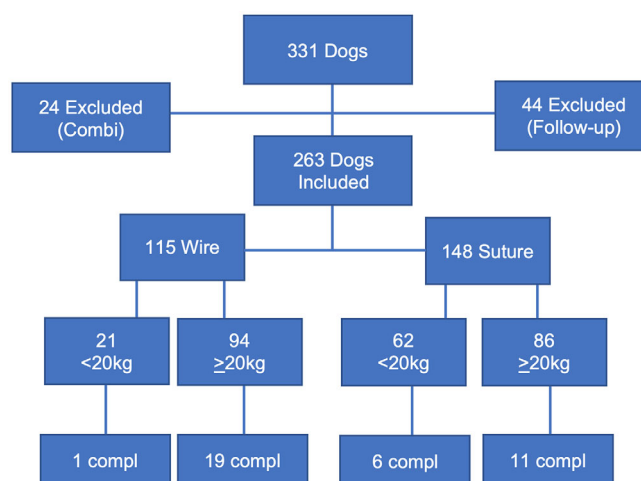 331 Dogs
24 Excluded
(Combi)
44 Excluded
(Follow-up)
263 Dogs
Included
115 Wire
148 Suture
21
<20kg
94
≥20kg
62
<20kg
86
≥20kg
1 compl
19 compl
6 compl
11 compl